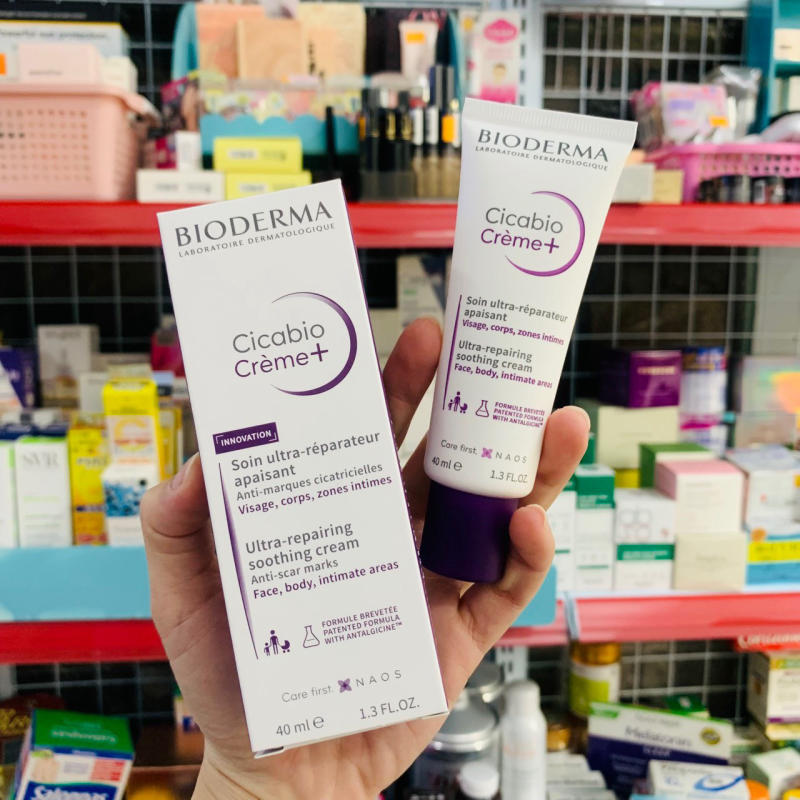 BIODERMA
LABORATOIRE DERMATOLOGIQUE
Cicabio
Crème+
INNOVATION
Soin ultra-réparateur
apaisant
Anti-marques cicatricielles
Visage, corps, zones intimes
Ultra-repairing
soothing cream
Anti-scar marks
Face, body, intimate areas
FORMULE BREVETÉE
PATENTED FORMULA
WITH ANTALGICINE™
Care first. NAOS
40 ml e 1.3 FL.OZ.
BIODERMA
LABORATOIRE DERMATOLOGIQUE
Cicabio
Crème+
Soin ultra-réparateur
apaisant
Visage, corps, zones intimes
Ultra-repairing
soothing cream
Face, body, intimate areas
FORMULE BREVETÉE
PATENTED FORMULA
WITH ANTALGICINE™
Care first. NAOS
40 ml e 1.3 FL.OZ.
SVR